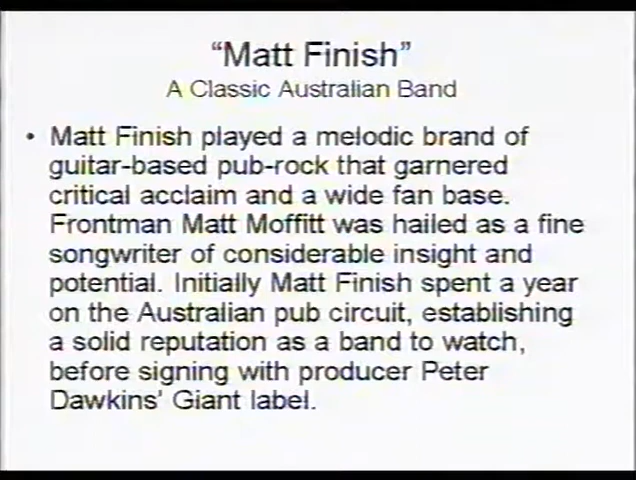 “Matt Finish”
A Classic Australian Band
• Matt Finish played a melodic brand of
guitar-based pub-rock that garnered
critical acclaim and a wide fan base.
Frontman Matt Moffitt was hailed as a fine
songwriter of considerable insight and
potential. Initially Matt Finish spent a year
on the Australian pub circuit, establishing
a solid reputation as a band to watch,
before signing with producer Peter
Dawkins' Giant label.